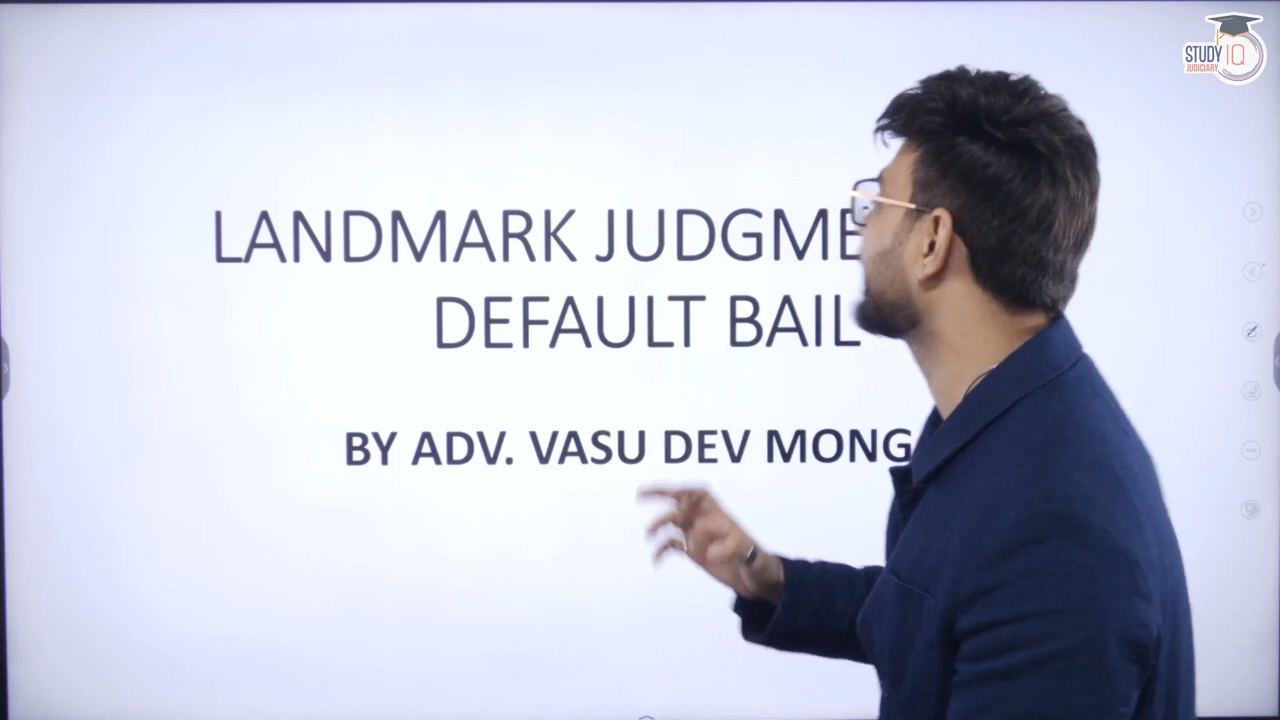 STUDY IQ
JUDICIARY
LANDMARK JUDGME
DEFAULT BAIL
BY ADV. VASU DEV MONG